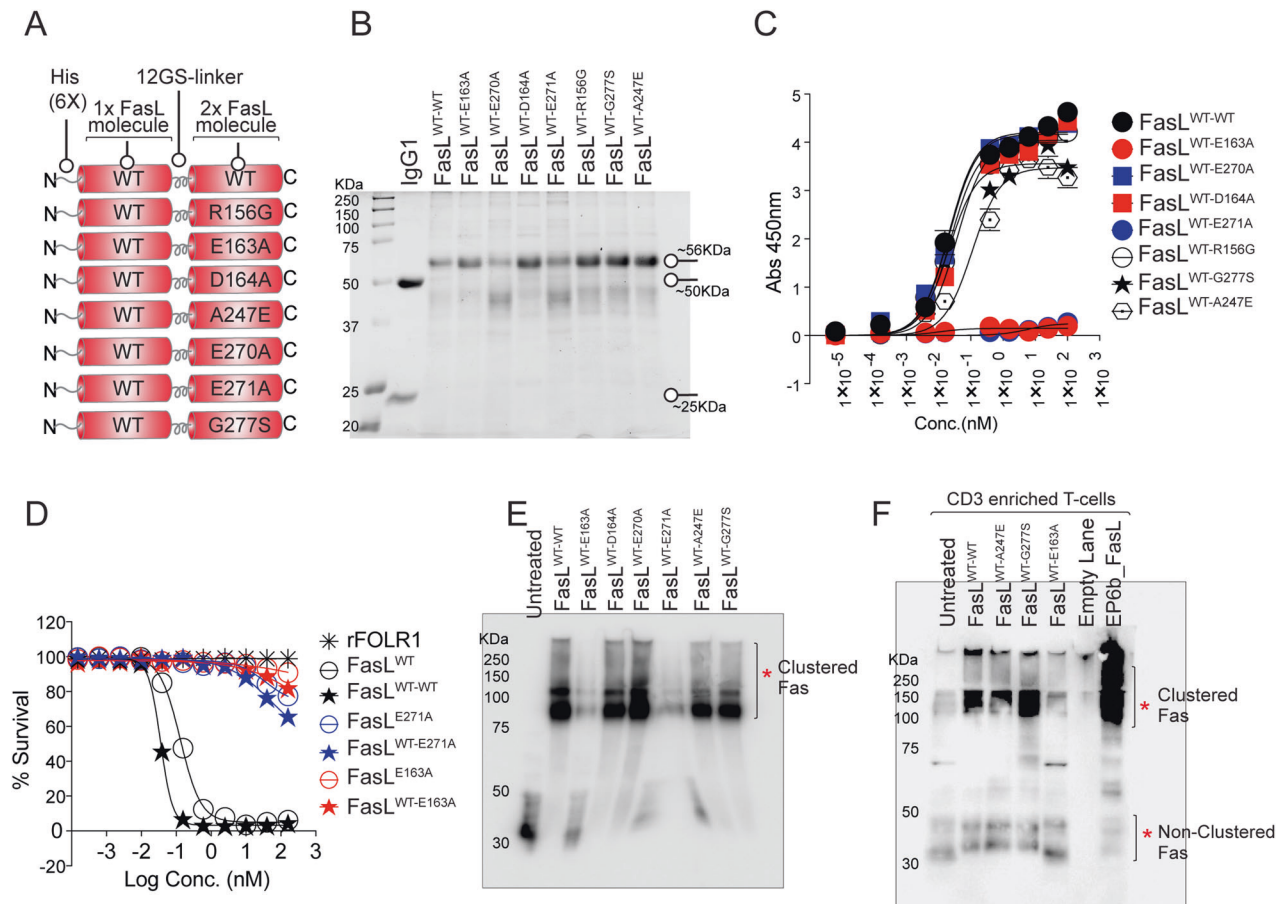 A
His
(6X)
12GS-linker
1x FasL
molecule
2x FasL
molecule
N WT WT C
N WT R156G C
N WT E163A C
N WT D164A C
N WT A247E C
N WT E270A C
N WT E271A C
N WT G277S C
B
IgG1
FasL WT-WT
FasL WT-E163A
FasL WT-E270A
FasL WT-D164A
FasL WT-E271A
FasL WT-R156G
FasL WT-G277S
FasL WT-A247E
KDa
250
150
100
75
50
37
25
20
~56KDa
~50KDa
~25KDa
C
Abs 450nm
5
4
3
2
1
0
-1
1×10-5
1×10-4
1×10-3
1×10-2
1×10-1
1×100
1×101
1×102
1×103
Conc.(nM)
FasL WT-WT
FasL WT-E163A
FasL WT-E270A
FasL WT-D164A
FasL WT-E271A
FasL WT-R156G
FasL WT-G277S
FasL WT-A247E
D
% Survival
120
100
80
60
40
20
0
-3 -2 -1 0 1 2 3
Log Conc. (nM)
rFOLR1
FasL WT
FasL WT-WT
FasL E271A
FasL WT-E271A
FasL E163A
FasL WT-E163A
E
Untreated
FasL WT-WT
FasL WT-E163A
FasL WT-D164A
FasL WT-E270A
FasL WT-E271A
FasL WT-A247E
FasL WT-G277S
KDa
250
150
100
75
50
30
* Clustered
Fas
F
CD3 enriched T-cells
Untreated
FasL WT-WT
FasL WT-A247E
FasL WT-G277S
FasL WT-E163A
Empty Lane
EP6b_FasL
KDa
250
150
100
75
50
30
* Clustered
Fas
* Non-Clustered
Fas